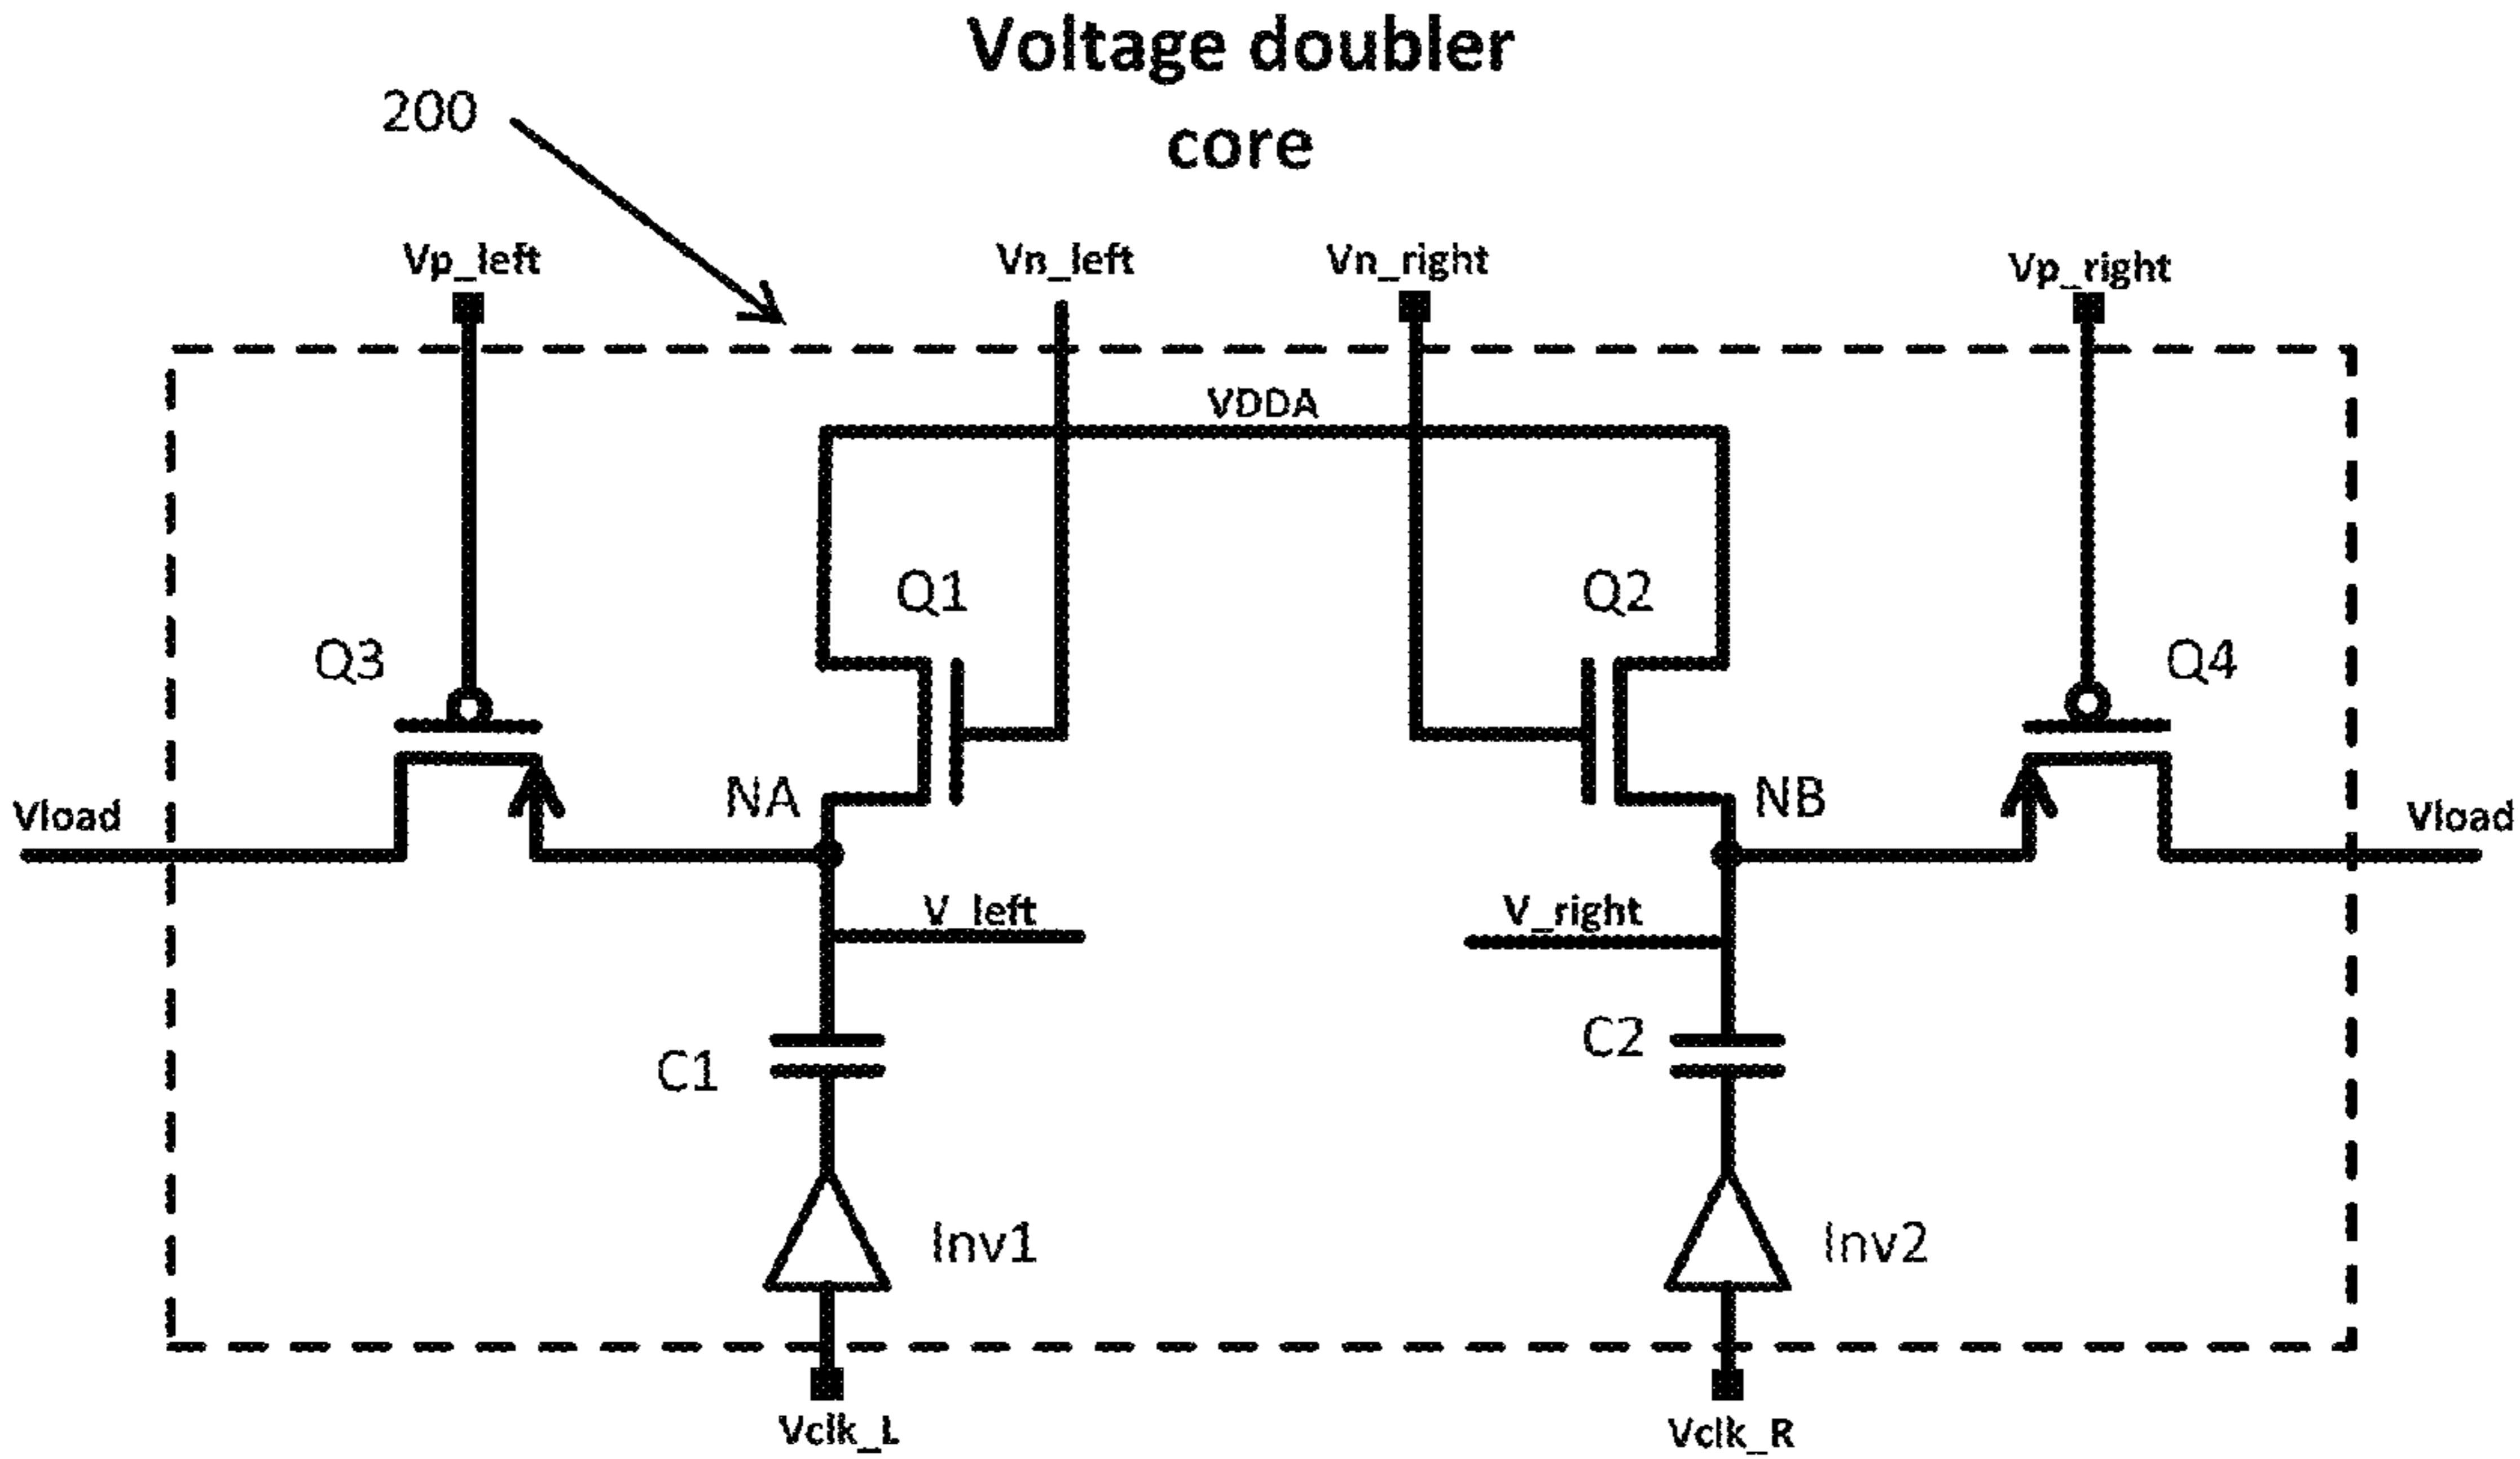 Voltage doubler
core
200
Vp_left
Vn_left
Vn_right
Vp_right
VDDA
Q1
Q2
Q3
Q4
NA
NB
Vload
Vload
V_left
V_right
C1
C2
Inv1
Inv2
Vclk_L
Vclk_R